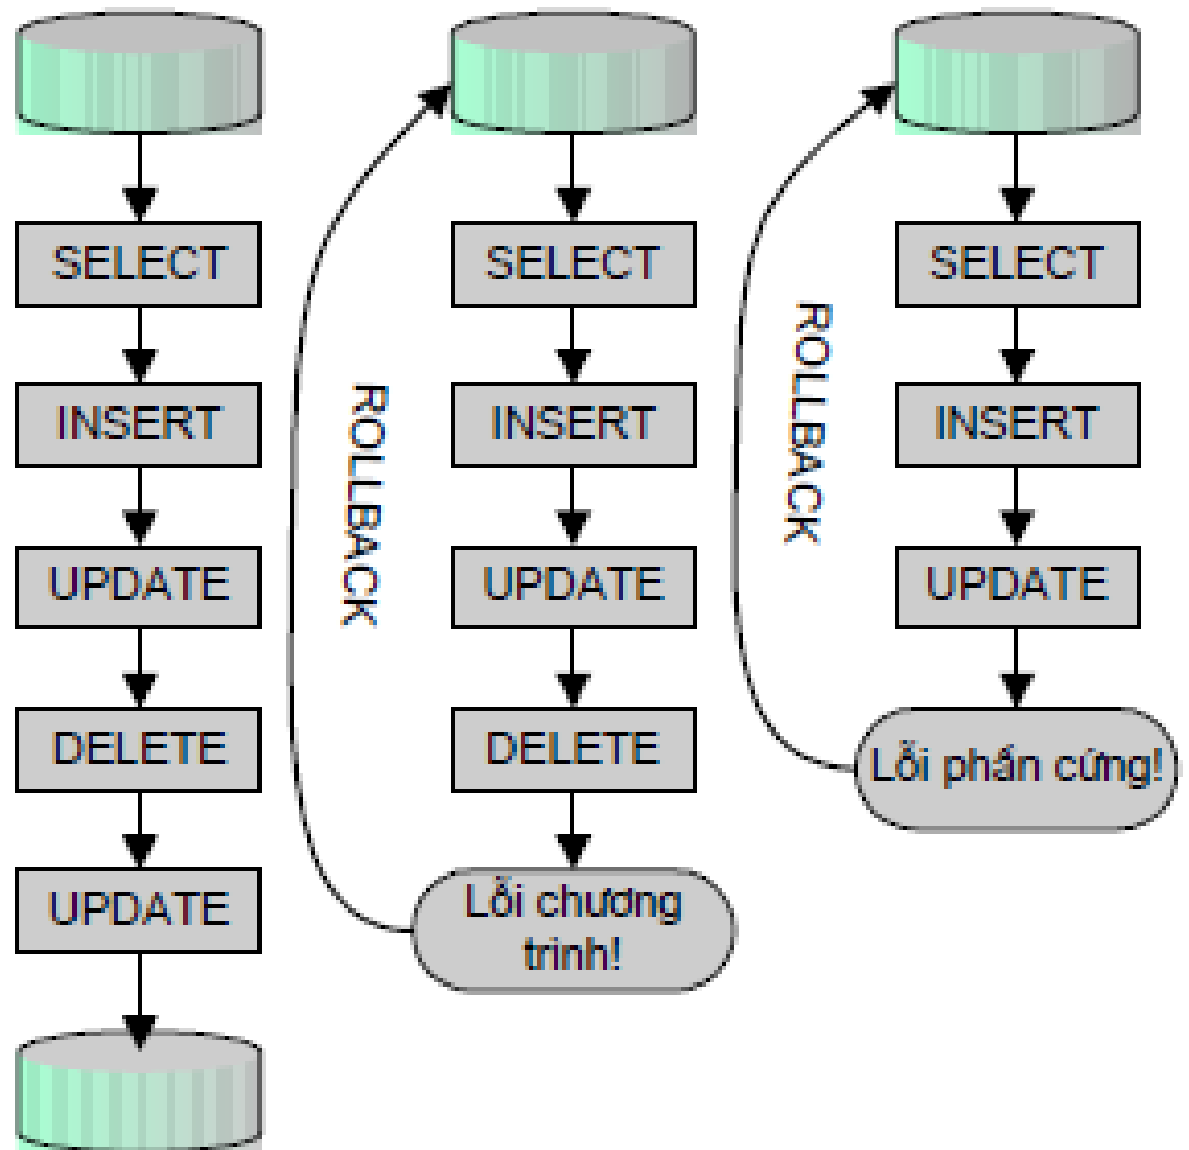 SELECT
INSERT
UPDATE
DELETE
UPDATE
ROLLBACK
SELECT
INSERT
UPDATE
DELETE
Lỗi chương
trình!
ROLLBACK
SELECT
INSERT
UPDATE
Lỗi phần cứng!